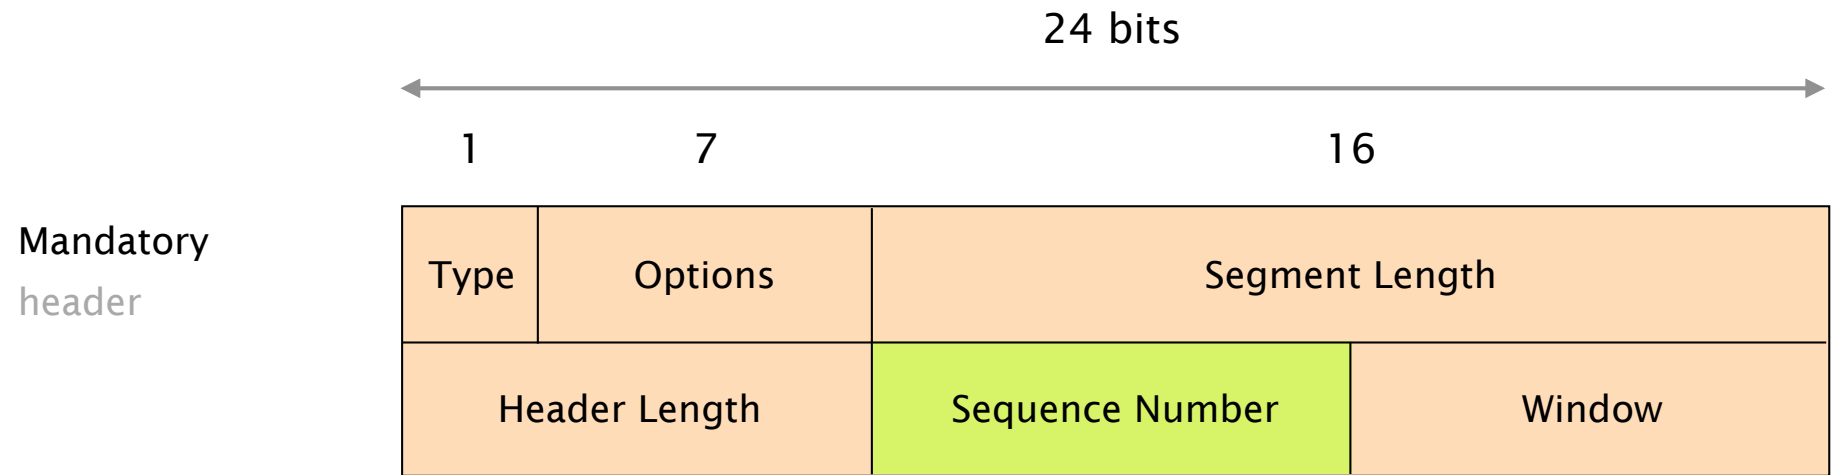 24 bits
1 7 16
Mandatory
header
Type Options Segment Length
Header Length Sequence Number Window